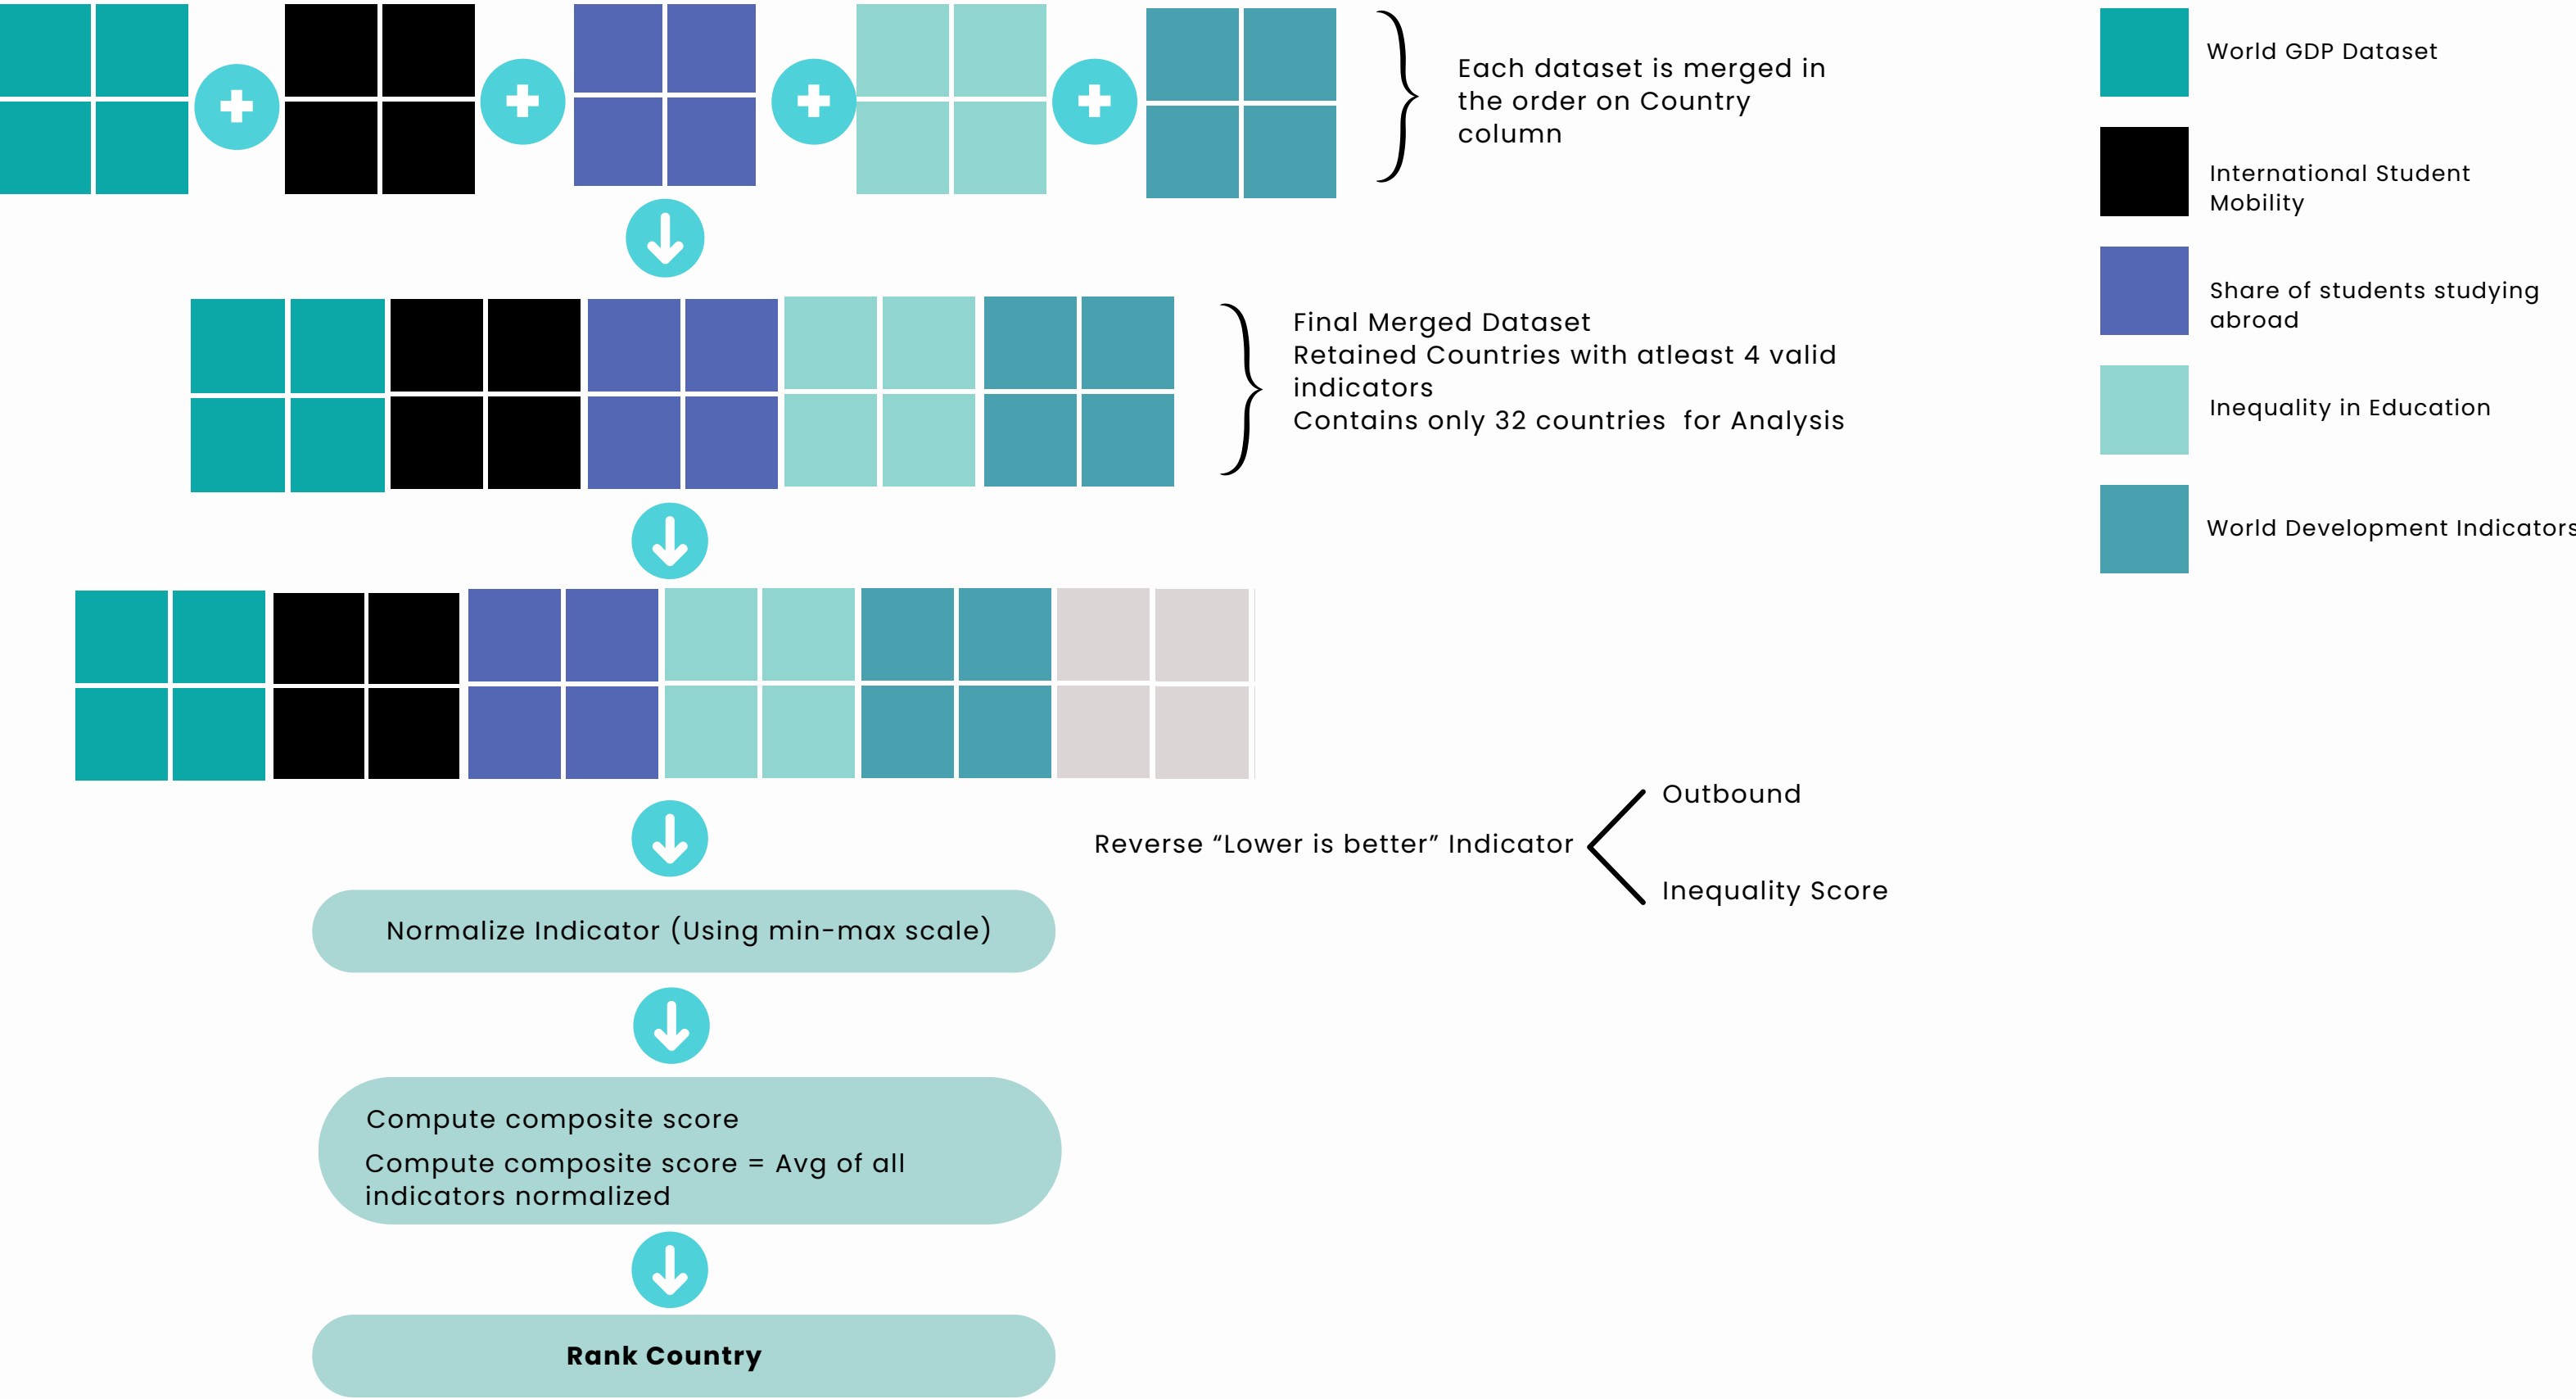 Each dataset is merged in
the order on Country
column
World GDP Dataset
International Student
Mobility
Share of students studying
abroad
Inequality in Education
World Development Indicators
Final Merged Dataset
Retained Countries with atleast 4 valid
indicators
Contains only 32 countries  for Analysis
Reverse “Lower is better” Indicator
Outbound
Inequality Score
Normalize Indicator (Using min-max scale)
Compute composite score
Compute composite score = Avg of all
indicators normalized
Rank Country